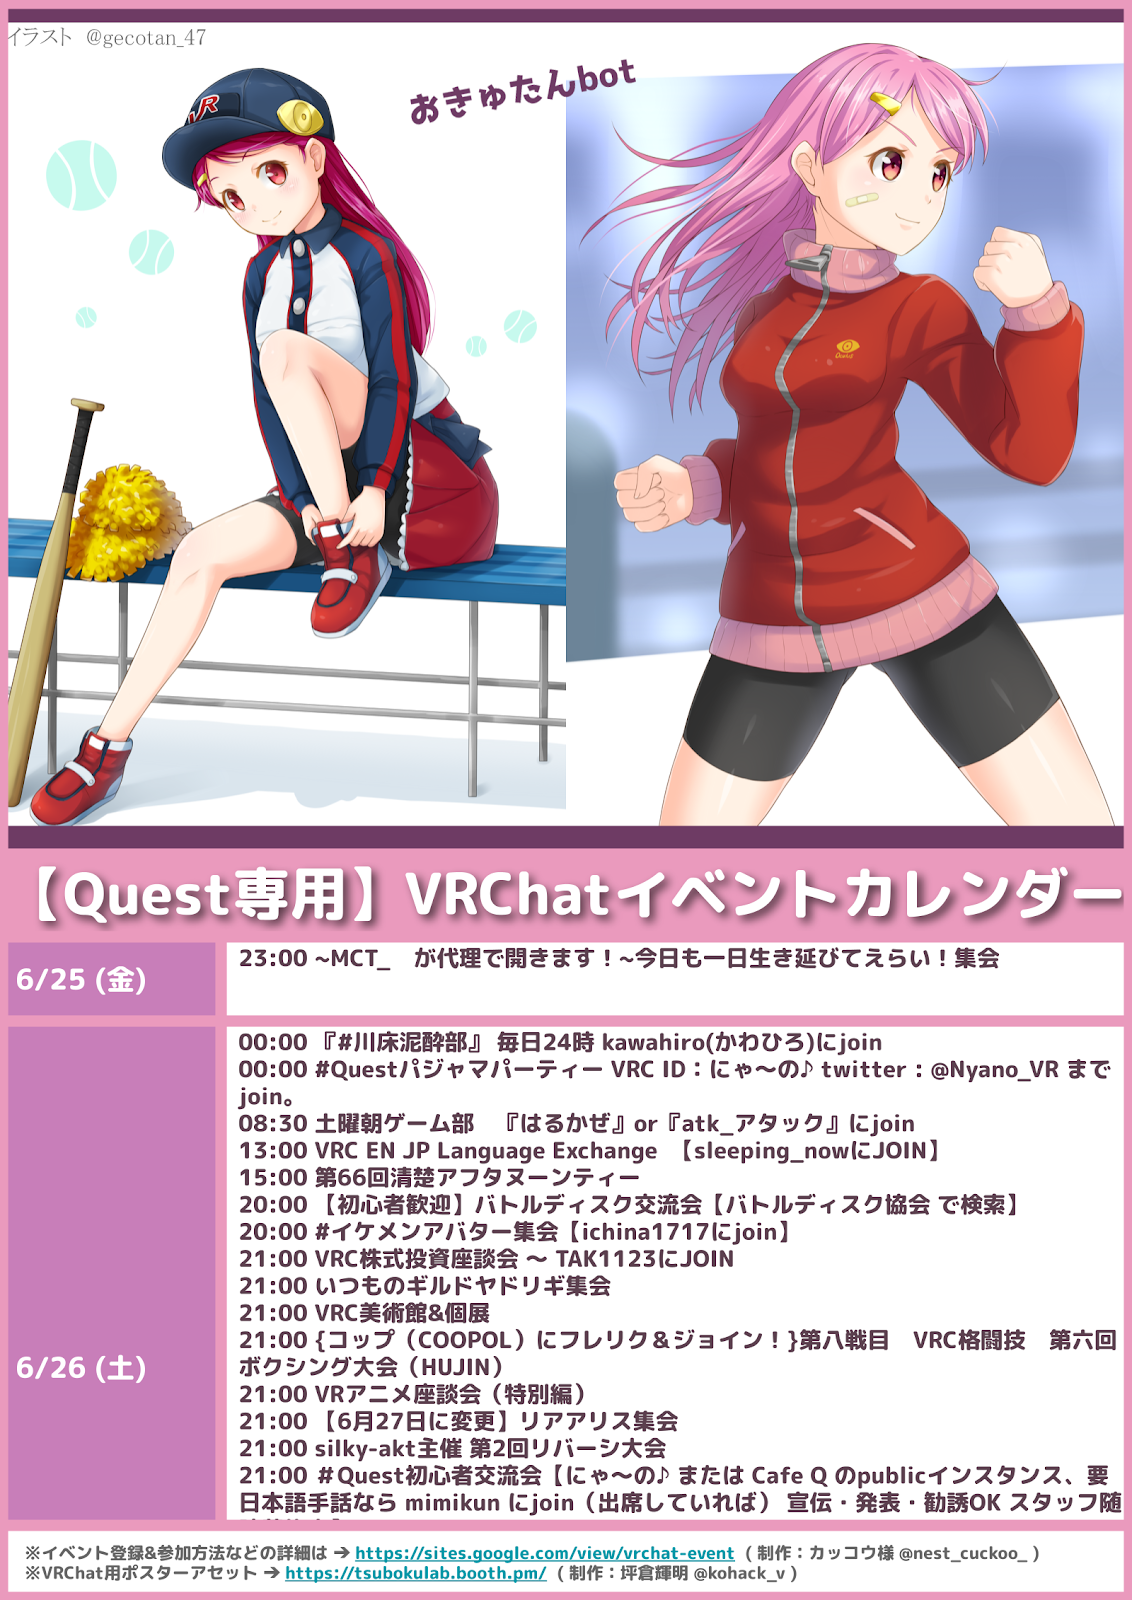 イラスト @gecotan_47
おきゅたんbot
VR
Quest
【Quest専用】VRChatイベントカレンダー
6/25 (金)
23:00 ~MCT_　が代理で開きます！~今日も一日生き延びてえらい！集会
6/26 (土)
00:00 『#川床泥酔部』 毎日24時 kawahiro(かわひろ)にjoin
00:00 #Questパジャマパーティー VRC ID：にゃ～の♪ twitter：@Nyano_VR まで
join。
08:30 土曜朝ゲーム部　『はるかぜ』or『atk_アタック』にjoin
13:00 VRC EN JP Language Exchange 【sleeping_nowにJOIN】
15:00 第66回清楚アフタヌーンティー
20:00 【初心者歓迎】バトルディスク交流会【バトルディスク協会 で検索】
20:00 #イケメンアバター集会【ichina1717にjoin】
21:00 VRC株式投資座談会 ～ TAK1123にJOIN
21:00 いつものギルドヤドリギ集会
21:00 VRC美術館&個展
21:00 {コップ（COOPOL）にフレリク＆ジョイン！}第八戦目　VRC格闘技　第六回
ボクシング大会（HUJIN）
21:00 VRアニメ座談会（特別編）
21:00 【6月27日に変更】リアアリス集会
21:00 silky-akt主催 第2回リバーシ大会
21:00 ＃Quest初心者交流会【にゃ～の♪ または Cafe Q のpublicインスタンス、要
日本語手話なら mimikun にjoin（出席していれば） 宣伝・発表・勧誘OK スタッフ随
※イベント登録&参加方法などの詳細は ➔ https://sites.google.com/view/vrchat-event （制作：カッコウ様 @nest_cuckoo_ ）
※VRChat用ポスターアセット ➔ https://tsubokulab.booth.pm/ （制作：坪倉輝明 @kohack_v ）